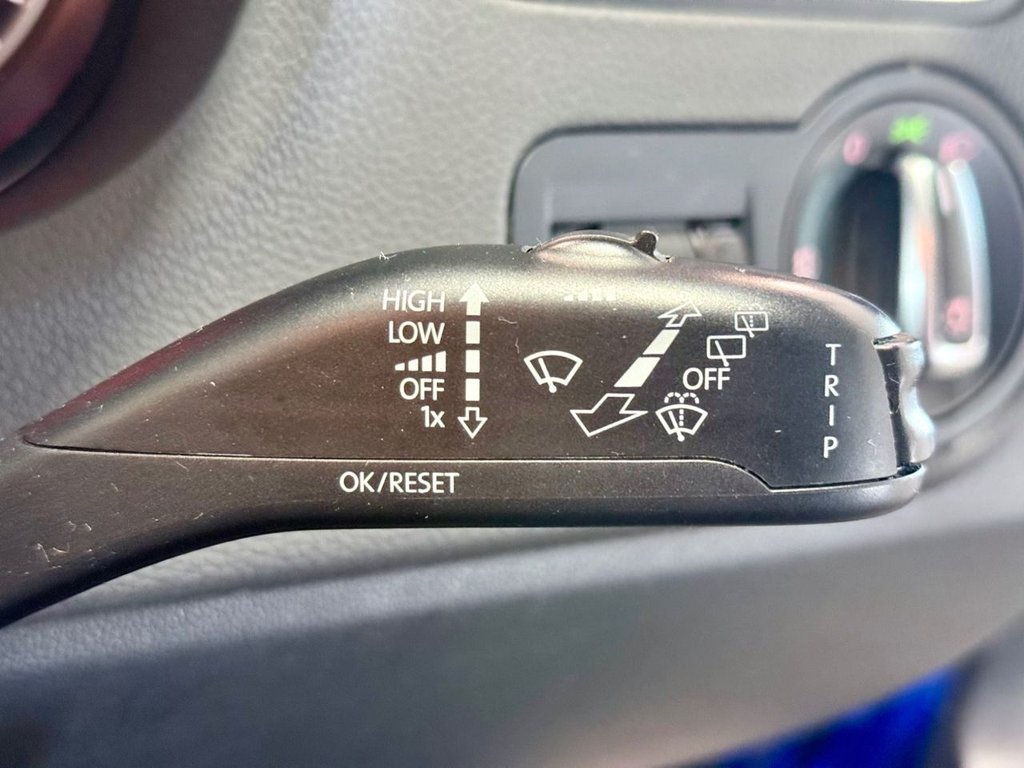 HIGH
LOW
OFF
1x
OFF
TRIP
OK/RESET